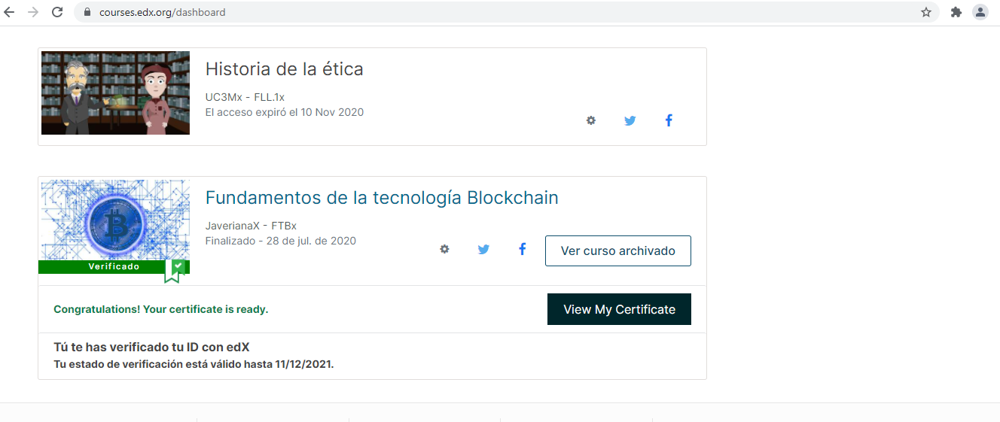 courses.edx.org/dashboard
Historia de la ética
UC3Mx - FLL.1x
El acceso expiró el 10 Nov 2020
Fundamentos de la tecnología Blockchain
JaverianaX - FTBx
Finalizado - 28 de jul. de 2020
Ver curso archivado
Verificado
Congratulations! Your certificate is ready.
View My Certificate
Tú te has verificado tu ID con edX
Tu estado de verificación está válido hasta 11/12/2021.